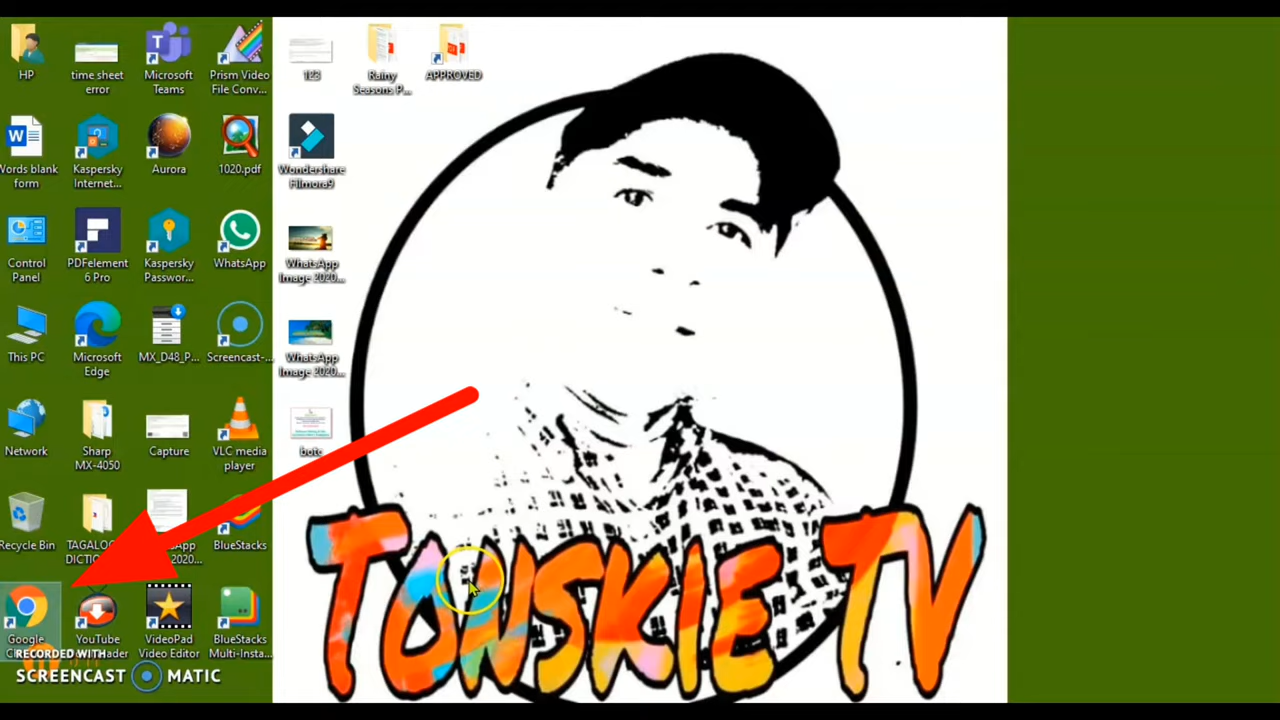 HP
time sheet
error
Microsoft
Teams
Prism Video
File Conv...
123
Rainy
Seasons P...
APPROVED
Words blank
form
Kaspersky
Internet...
Aurora
1020.pdf
Wondershare
Filmora9
Control
Panel
PDFelement
6 Pro
Kaspersky
Passwor...
WhatsApp
WhatsApp
Image 2020...
This PC
Microsoft
Edge
MX_D48_P...
Screencast-...
WhatsApp
Image 2020...
Network
Sharp
MX-4050
Capture
VLC media
player
botc
Recycle Bin
DICTIO...
2020...
BlueStacks
Google
YouTube
VideoPad
Video Editor
BlueStacks
Multi-Insta...
TONSKIE TV
RECORDED WITH
SCREENCAST MATIC